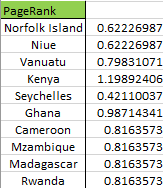 PageRank
Norfolk Island 0.62226987
Niue 0.62226987
Vanuatu 0.79831071
Kenya 1.19892406
Seychelles 0.42110037
Ghana 0.98714341
Cameroon 0.8163573
Mzambique 0.8163573
Madagascar 0.8163573
Rwanda 0.8163573